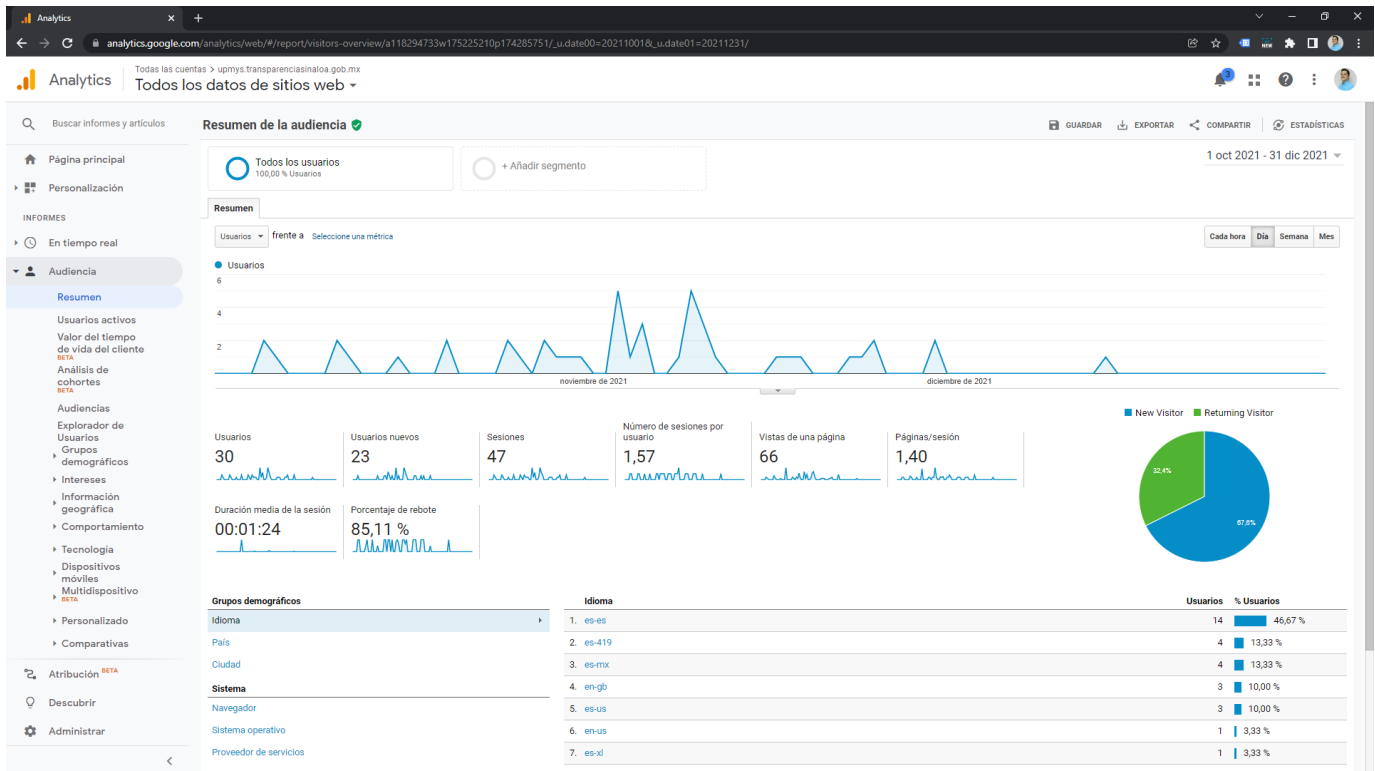 Analytics
analytics.google.com/analytics/web/#/report/visitors-overview/a118294733w175225210p174285751/_u.date00=20211001&_u.date01=20211231/
NEW
Analytics
Todas las cuentas > upmys.transparenciasinaloa.gob.mx
Todos los datos de sitios web
3
Buscar informes y artículos
Página principal
Personalización
INFORMES
En tiempo real
Audiencia
Resumen
Usuarios activos
Valor del tiempo
de vida del cliente
BETA
Análisis de
cohortes
BETA
Audiencias
Explorador de
Usuarios
Grupos
demográficos
Intereses
Información
geográfica
Comportamiento
Tecnología
Dispositivos
móviles
Multidispositivo
BETA
Personalizado
Comparativas
Atribución BETA
Descubrir
Administrar
Resumen de la audiencia
GUARDAR
EXPORTAR
COMPARTIR
ESTADÍSTICAS
Todos los usuarios
100,00 % Usuarios
+ Añadir segmento
1 oct 2021 - 31 dic 2021
Resumen
Usuarios frente a Seleccione una métrica
Cada hora Día Semana Mes
Usuarios
6
4
2
noviembre de 2021
diciembre de 2021
New Visitor Returning Visitor
32,4%
67,6%
Usuarios
30
Usuarios nuevos
23
Sesiones
47
Número de sesiones por
usuario
1,57
Vistas de una página
66
Páginas/sesión
1,40
Duración media de la sesión
00:01:24
Porcentaje de rebote
85,11 %
Grupos demográficos
Idioma
País
Ciudad
Sistema
Navegador
Sistema operativo
Proveedor de servicios
Idioma Usuarios % Usuarios
1. es-es 14 46,67 %
2. es-419 4 13,33 %
3. es-mx 4 13,33 %
4. en-gb 3 10,00 %
5. es-us 3 10,00 %
6. en-us 1 3,33 %
7. es-xl 1 3,33 %